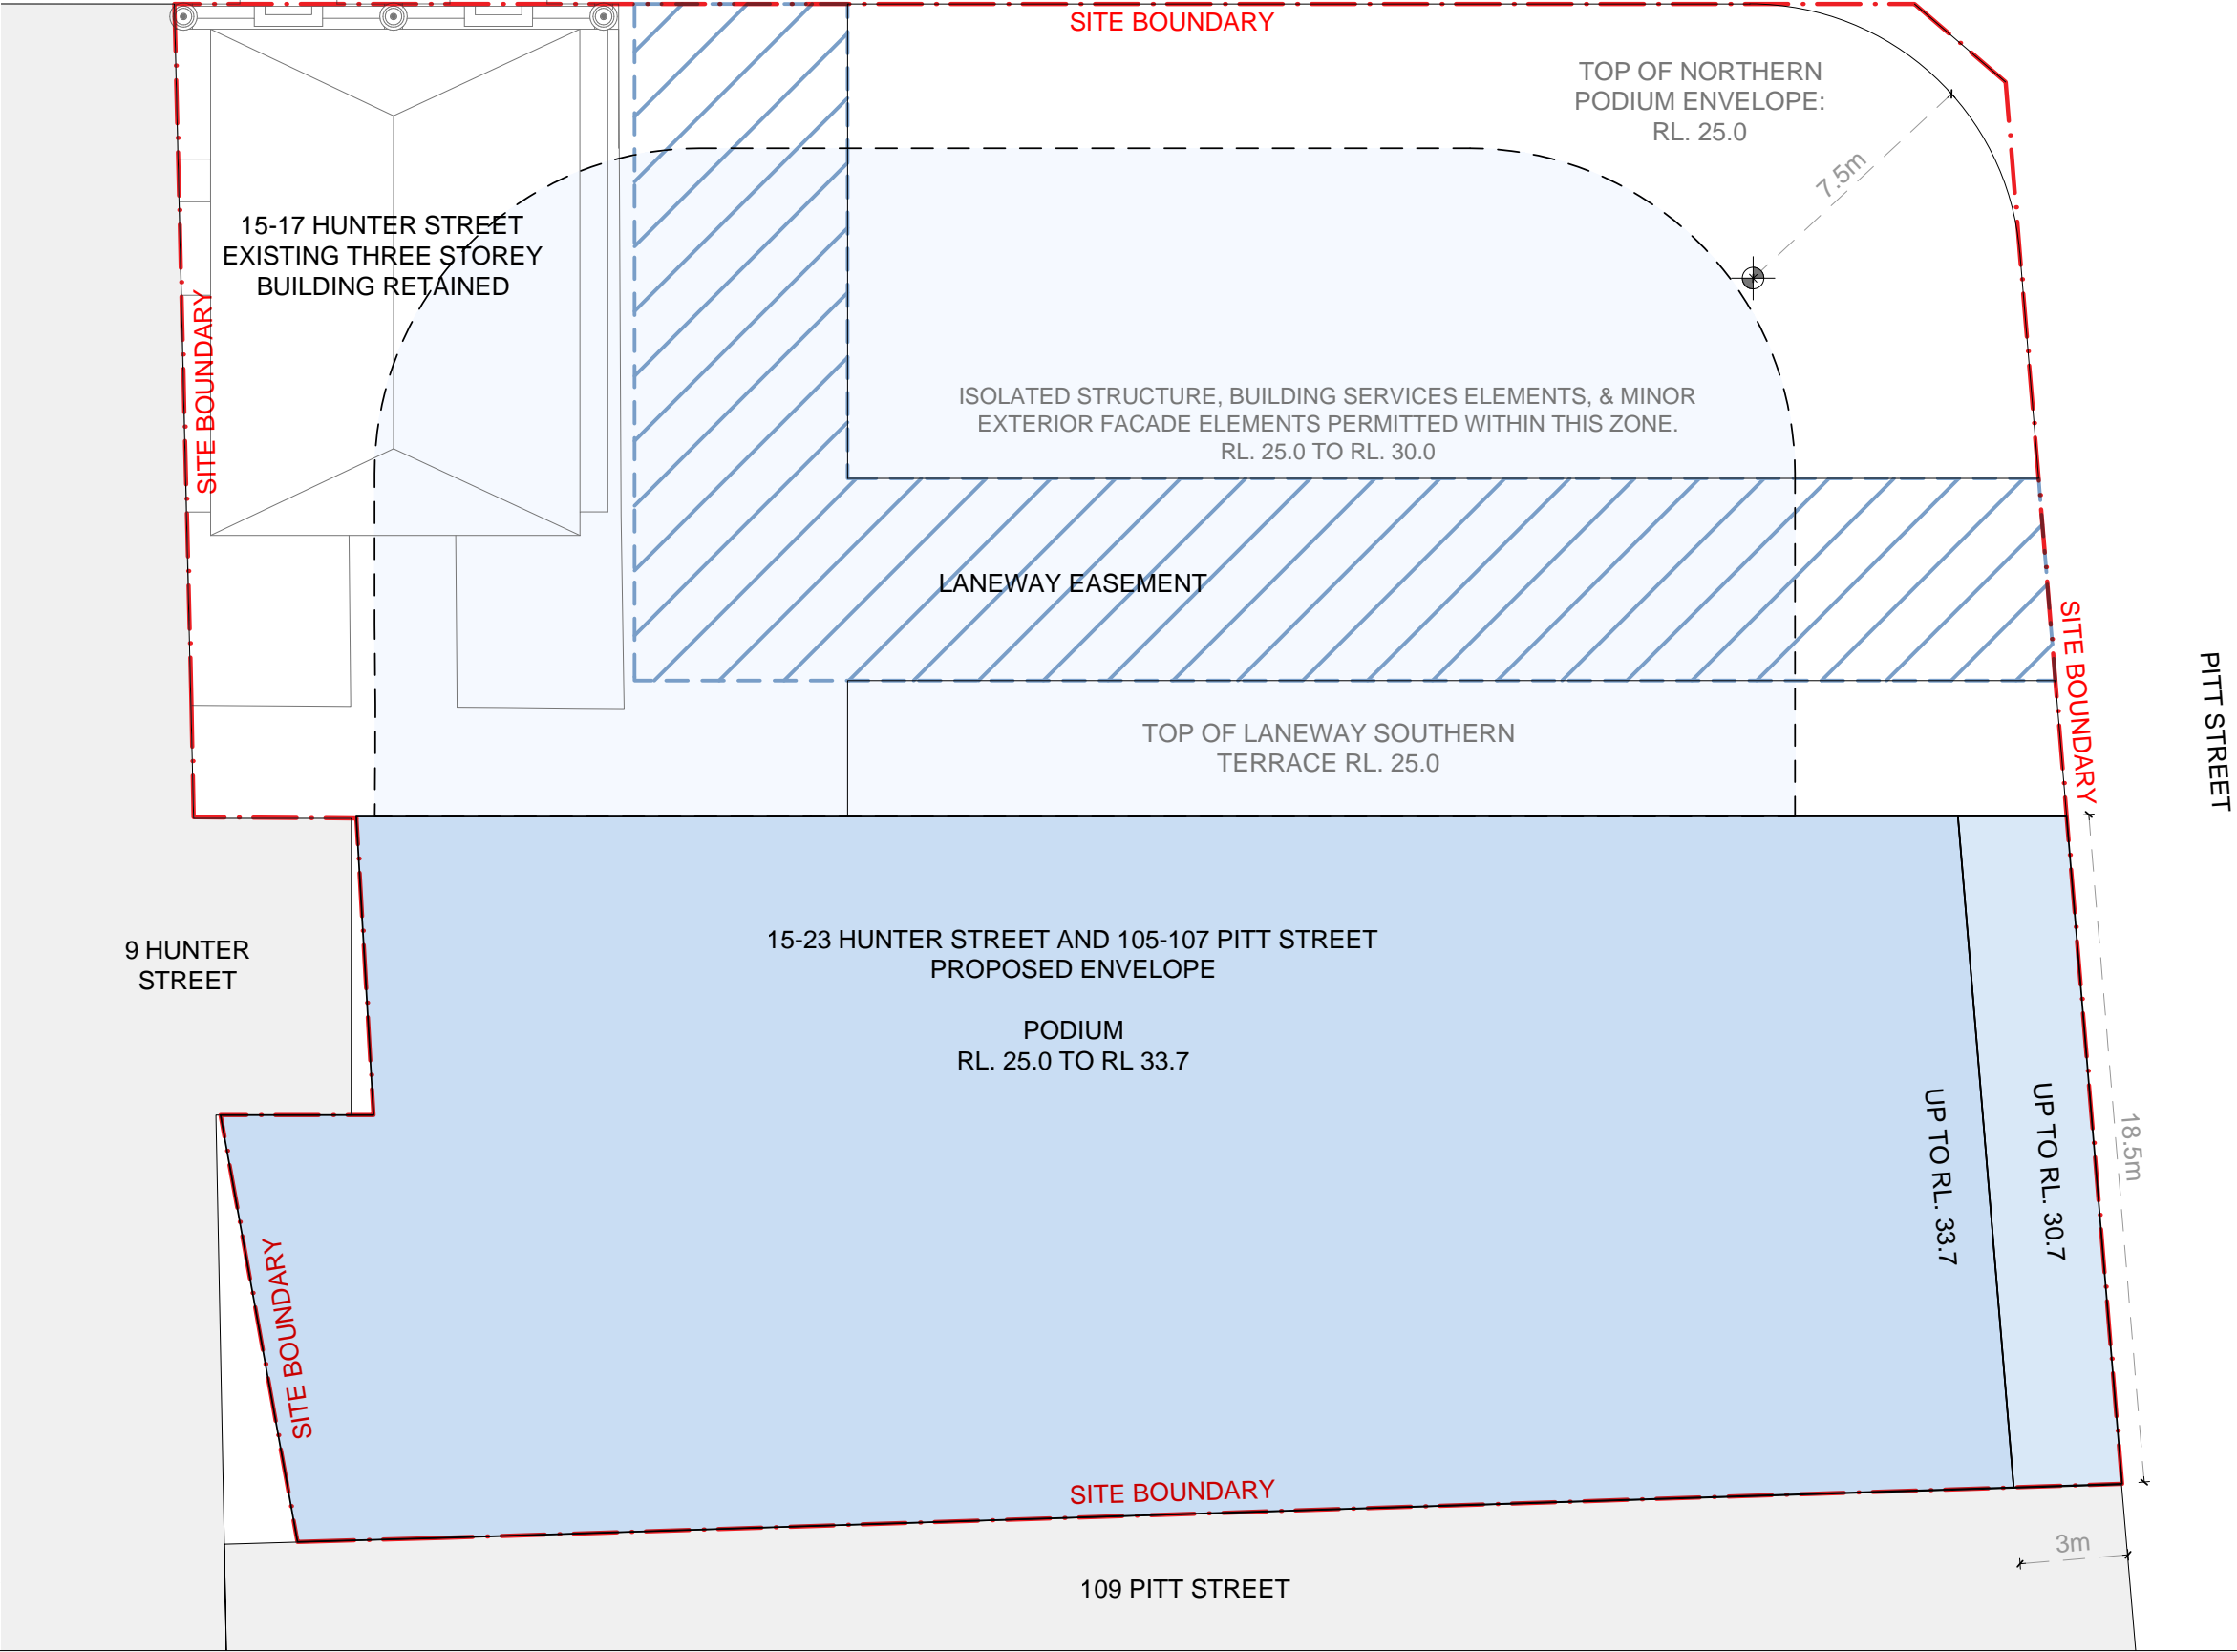 SITE BOUNDARY
TOP OF NORTHERN
PODIUM ENVELOPE:
RL. 25.0
7.5m
15-17 HUNTER STREET
EXISTING THREE STOREY
BUILDING RETAINED
SITE BOUNDARY
ISOLATED STRUCTURE, BUILDING SERVICES ELEMENTS, & MINOR
EXTERIOR FACADE ELEMENTS PERMITTED WITHIN THIS ZONE.
RL. 25.0 TO RL. 30.0
LANEWAY EASEMENT
SITE BOUNDARY
PITT STREET
TOP OF LANEWAY SOUTHERN
TERRACE RL. 25.0
9 HUNTER
STREET
15-23 HUNTER STREET AND 105-107 PITT STREET
PROPOSED ENVELOPE
PODIUM
RL. 25.0 TO RL 33.7
UP TO RL. 33.7
UP TO RL. 30.7
18.5m
SITE BOUNDARY
SITE BOUNDARY
3m
109 PITT STREET